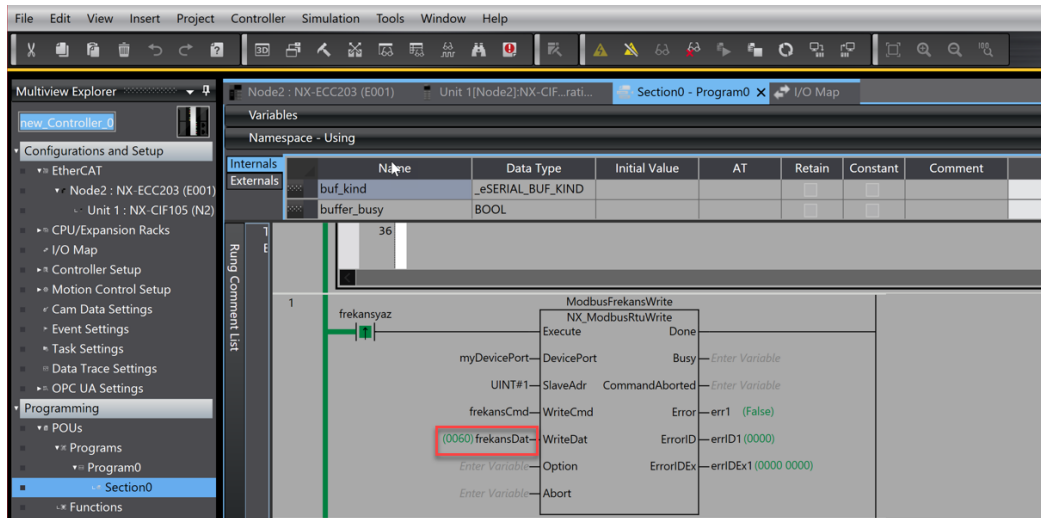 File Edit View Insert Project Controller Simulation Tools Window Help
3D
Multiview Explorer
new_Controller_0
Configurations and Setup
EtherCAT
Node2 : NX-ECC203 (E001)
Unit 1 : NX-CIF105 (N2)
CPU/Expansion Racks
I/O Map
Controller Setup
Motion Control Setup
Cam Data Settings
Event Settings
Task Settings
Data Trace Settings
OPC UA Settings
Programming
POUs
Programs
Program0
Section0
Functions
Node2 : NX-ECC203 (E001) Unit 1[Node2]:NX-CIF...rati... Section0 - Program0 I/O Map
Variables
Namespace - Using
Internals
Externals
Name Data Type Initial Value AT Retain Constant Comment
buf_kind _eSERIAL_BUF_KIND
buffer_busy BOOL
Rung Comment List
36
1
frekansyaz
ModbusFrekansWrite
NX_ModbusRtuWrite
Execute Done
myDevicePort DevicePort Busy Enter Variable
UINT#1 SlaveAdr CommandAborted Enter Variable
frekansCmd WriteCmd Error err1 (False)
(0060) frekansDat WriteDat ErrorID errID1 (0000)
Enter Variable Option ErrorIDEx errIDEx1 (0000 0000)
Enter Variable Abort